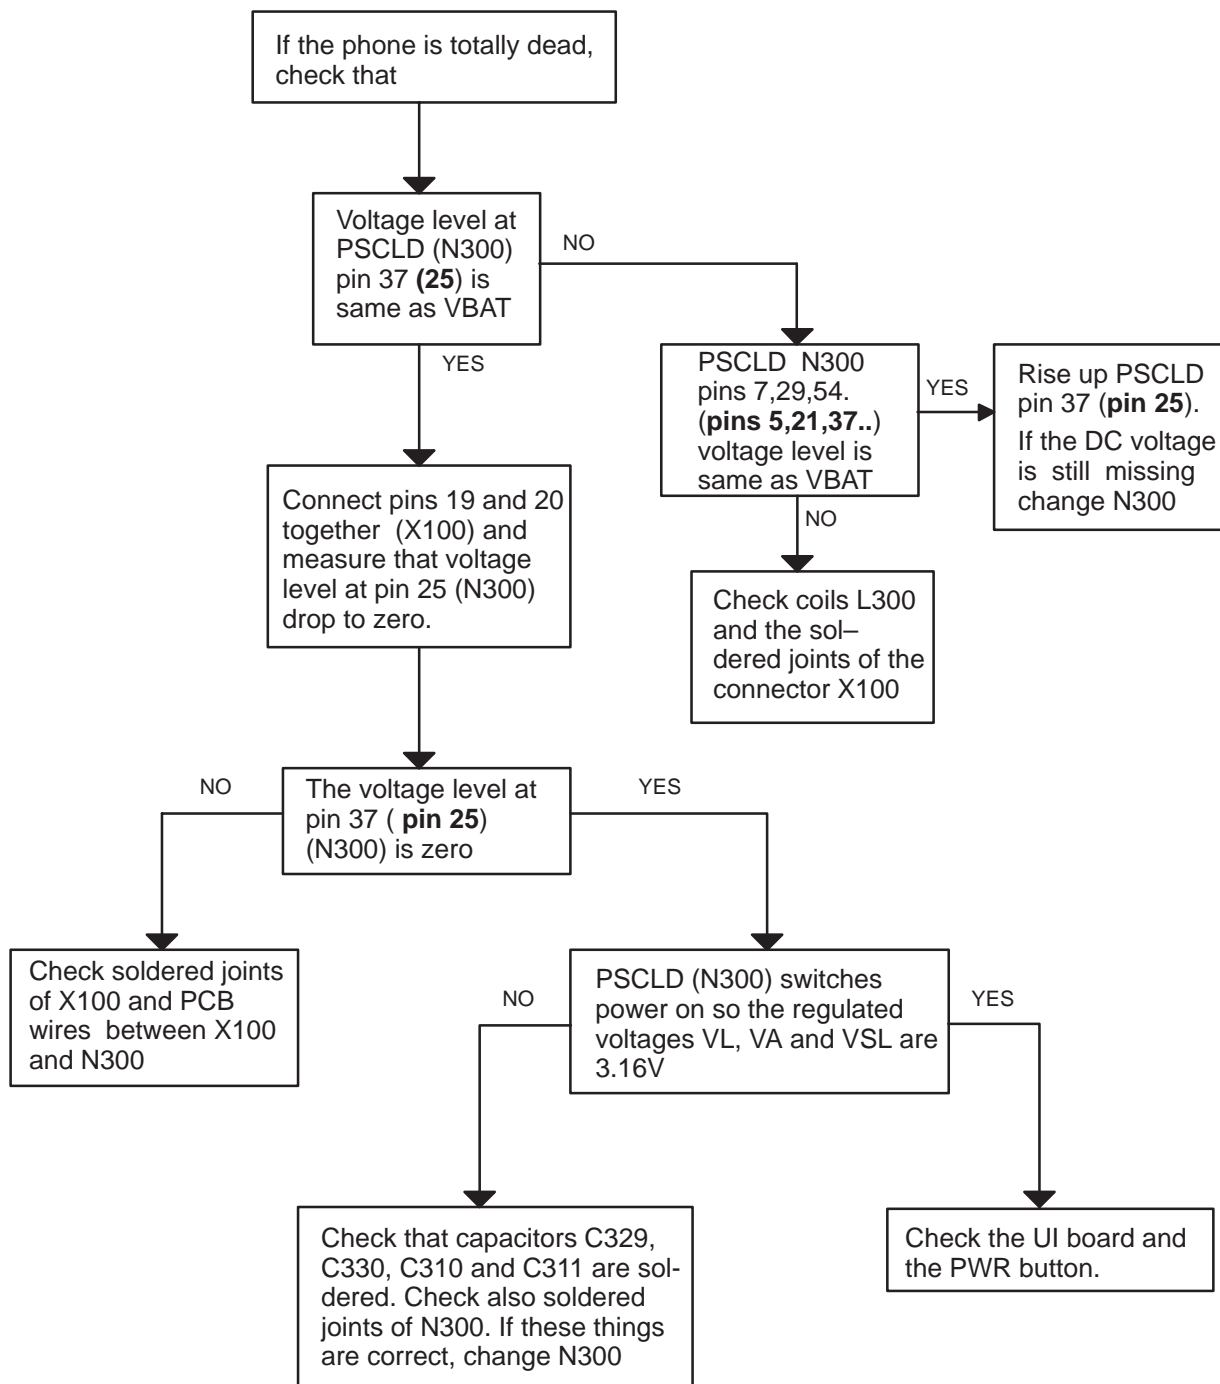 If the phone is totally dead,
check that
Voltage level at
PSCLD (N300)
pin 37 (25) is
same as VBAT
NO
YES
PSCLD N300
pins 7,29,54.
(pins 5,21,37..)
voltage level is
same as VBAT
YES
Rise up PSCLD
pin 37 (pin 25).
If the DC voltage
is still missing
change N300
NO
Check coils L300
and the sol–
dered joints of the
connector X100
Connect pins 19 and 20
together (X100) and
measure that voltage
level at pin 25 (N300)
drop to zero.
NO
The voltage level at
pin 37 ( pin 25)
(N300) is zero
YES
Check soldered joints
of X100 and PCB
wires between X100
and N300
NO
PSCLD (N300) switches
power on so the regulated
voltages VL, VA and VSL are
3.16V
YES
Check that capacitors C329,
C330, C310 and C311 are sol-
dered. Check also soldered
joints of N300. If these things
are correct, change N300
Check the UI board and
the PWR button.